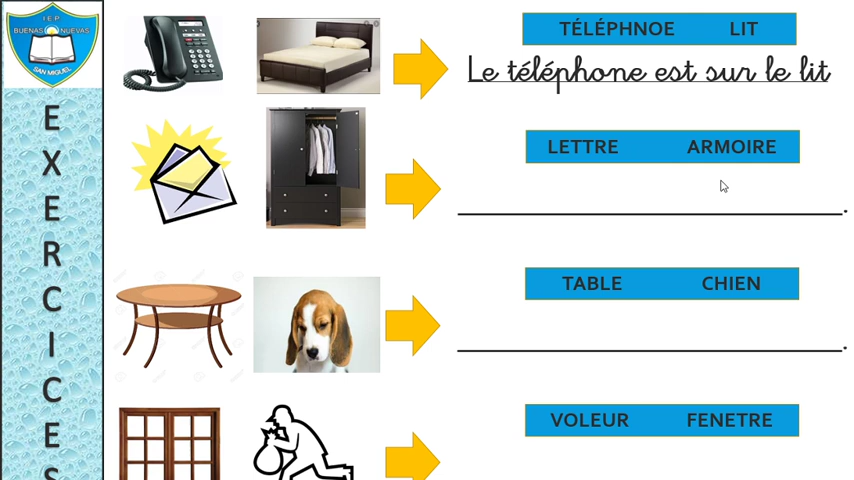 I E P
BUENAS NUEVAS
SAN MIGUEL
EXERCICES
TÉLÉPHNOE LIT
Le téléphone est sur le lit
LETTRE ARMOIRE
.
TABLE CHIEN
.
VOLEUR FENETRE